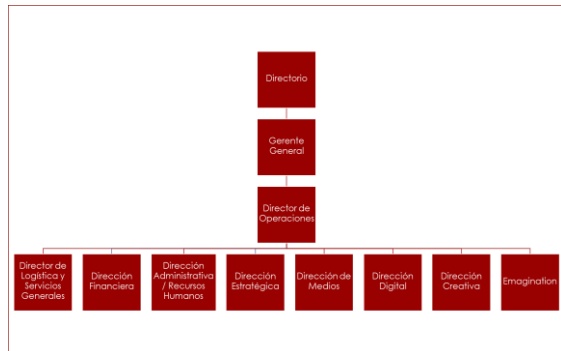 Directorio
Gerente
General
Director de
Operaciones
Director de
Logística y
Servicios
Generales
Dirección
Financiera
Dirección
Administrativa
/ Recursos
Humanos
Dirección
Estratégica
Dirección de
Medios
Dirección
Digital
Dirección
Creativa
Emagination